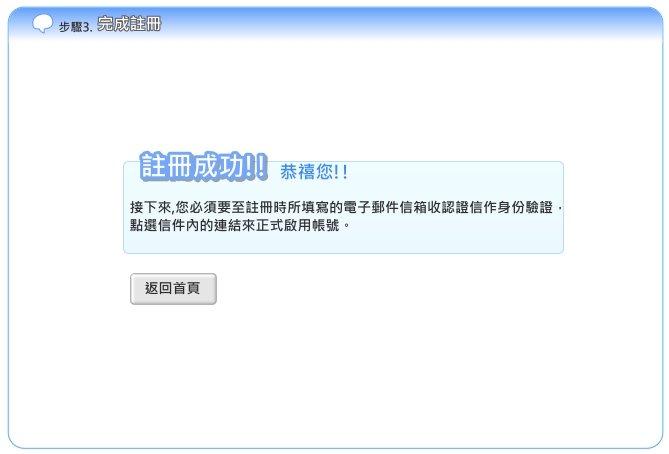 步驟3. 完成註冊
註冊成功!! 恭禧您!!
接下來,您必須要至註冊時所填寫的電子郵件信箱收認證信作身份驗證，
點選信件內的連結來正式啟用帳號。
返回首頁